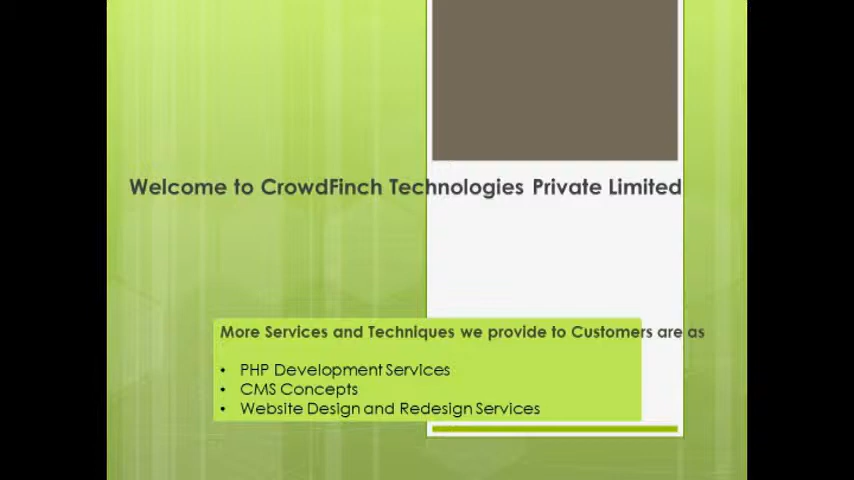 Welcome to CrowdFinch Technologies Private Limited
More Services and Techniques we provide to Customers are as
• PHP Development Services
• CMS Concepts
• Website Design and Redesign Services